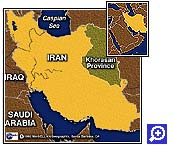 Caspian
Sea
IRAN
Khorasan
Province
IRAQ
SAUDI
ARABIA